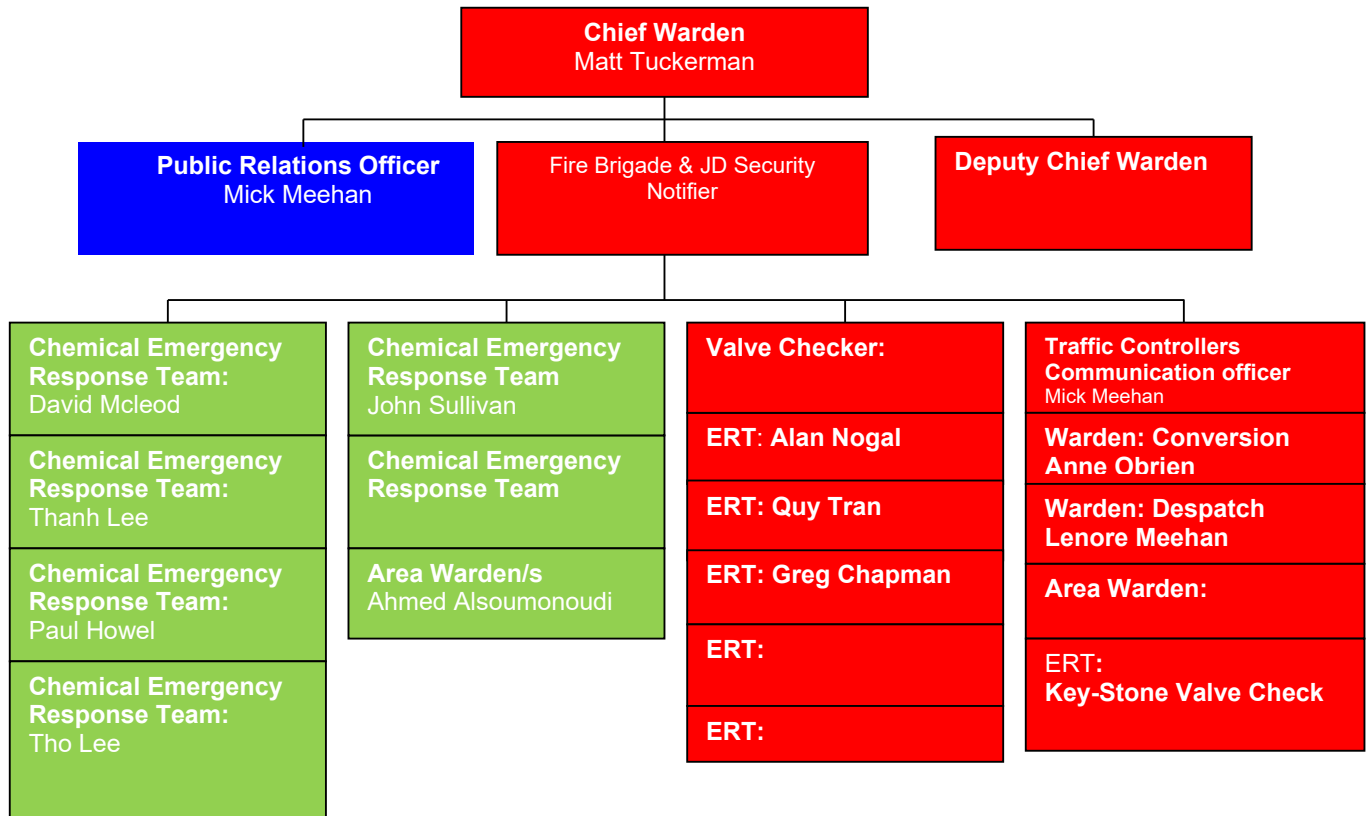 Chief Warden
Matt Tuckerman
Public Relations Officer
Mick Meehan
Fire Brigade & JD Security
Notifier
Deputy Chief Warden
Chemical Emergency
Response Team:
David Mcleod
Chemical Emergency
Response Team:
Thanh Lee
Chemical Emergency
Response Team:
Paul Howel
Chemical Emergency
Response Team:
Tho Lee
Chemical Emergency
Response Team
John Sullivan
Chemical Emergency
Response Team
Area Warden/s
Ahmed Alsoumonoudi
Valve Checker:
ERT: Alan Nogal
ERT: Quy Tran
ERT: Greg Chapman
ERT:
ERT:
Traffic Controllers
Communication officer
Mick Meehan
Warden: Conversion
Anne Obrien
Warden: Despatch
Lenore Meehan
Area Warden:
ERT:
Key-Stone Valve Check